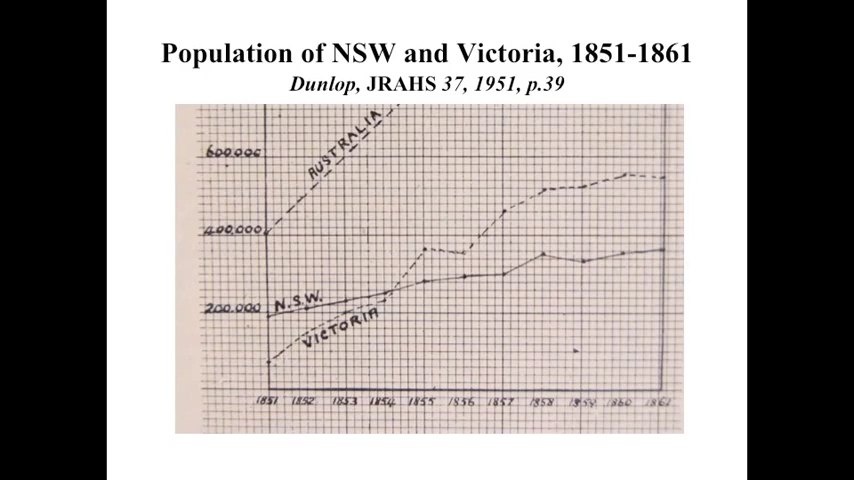 Population of NSW and Victoria, 1851-1861
Dunlop, JRAHS 37, 1951, p.39
AUSTRALIA
600.000
400.000
200.000
N.S.W.
VICTORIA
1851 1852 1853 1854 1855 1856 1857 1858 1859 1860 1861